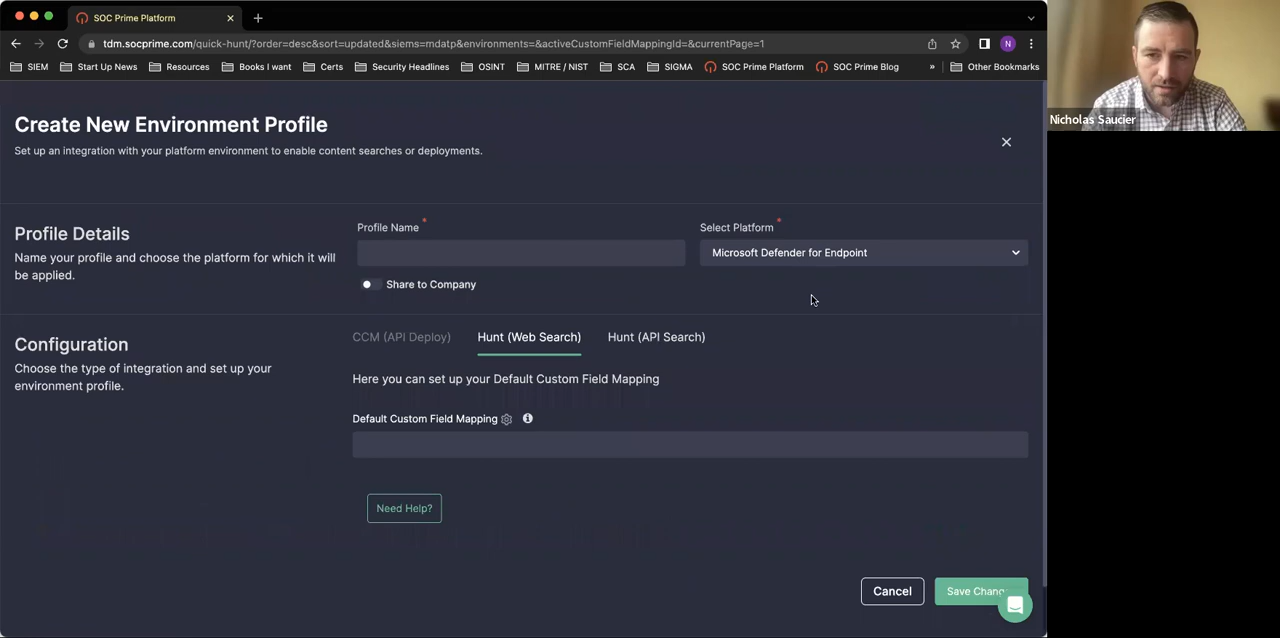 SOC Prime Platform
tdm.socprime.com/quick-hunt/?order=desc&sort=updated&siems=mdatp&environments=&activeCustomFieldMappingId=&currentPage=1
N
SIEM Start Up News Resources Books I want Certs Security Headlines OSINT MITRE / NIST SCA SIGMA SOC Prime Platform SOC Prime Blog » Other Bookmarks
Nicholas Saucier
Create New Environment Profile
Set up an integration with your platform environment to enable content searches or deployments.
Profile Details
Name your profile and choose the platform for which it will
be applied.
Profile Name *
Select Platform *
Microsoft Defender for Endpoint
Share to Company
Configuration
Choose the type of integration and set up your
environment profile.
CCM (API Deploy) Hunt (Web Search) Hunt (API Search)
Here you can set up your Default Custom Field Mapping
Default Custom Field Mapping
Need Help?
Cancel
Save